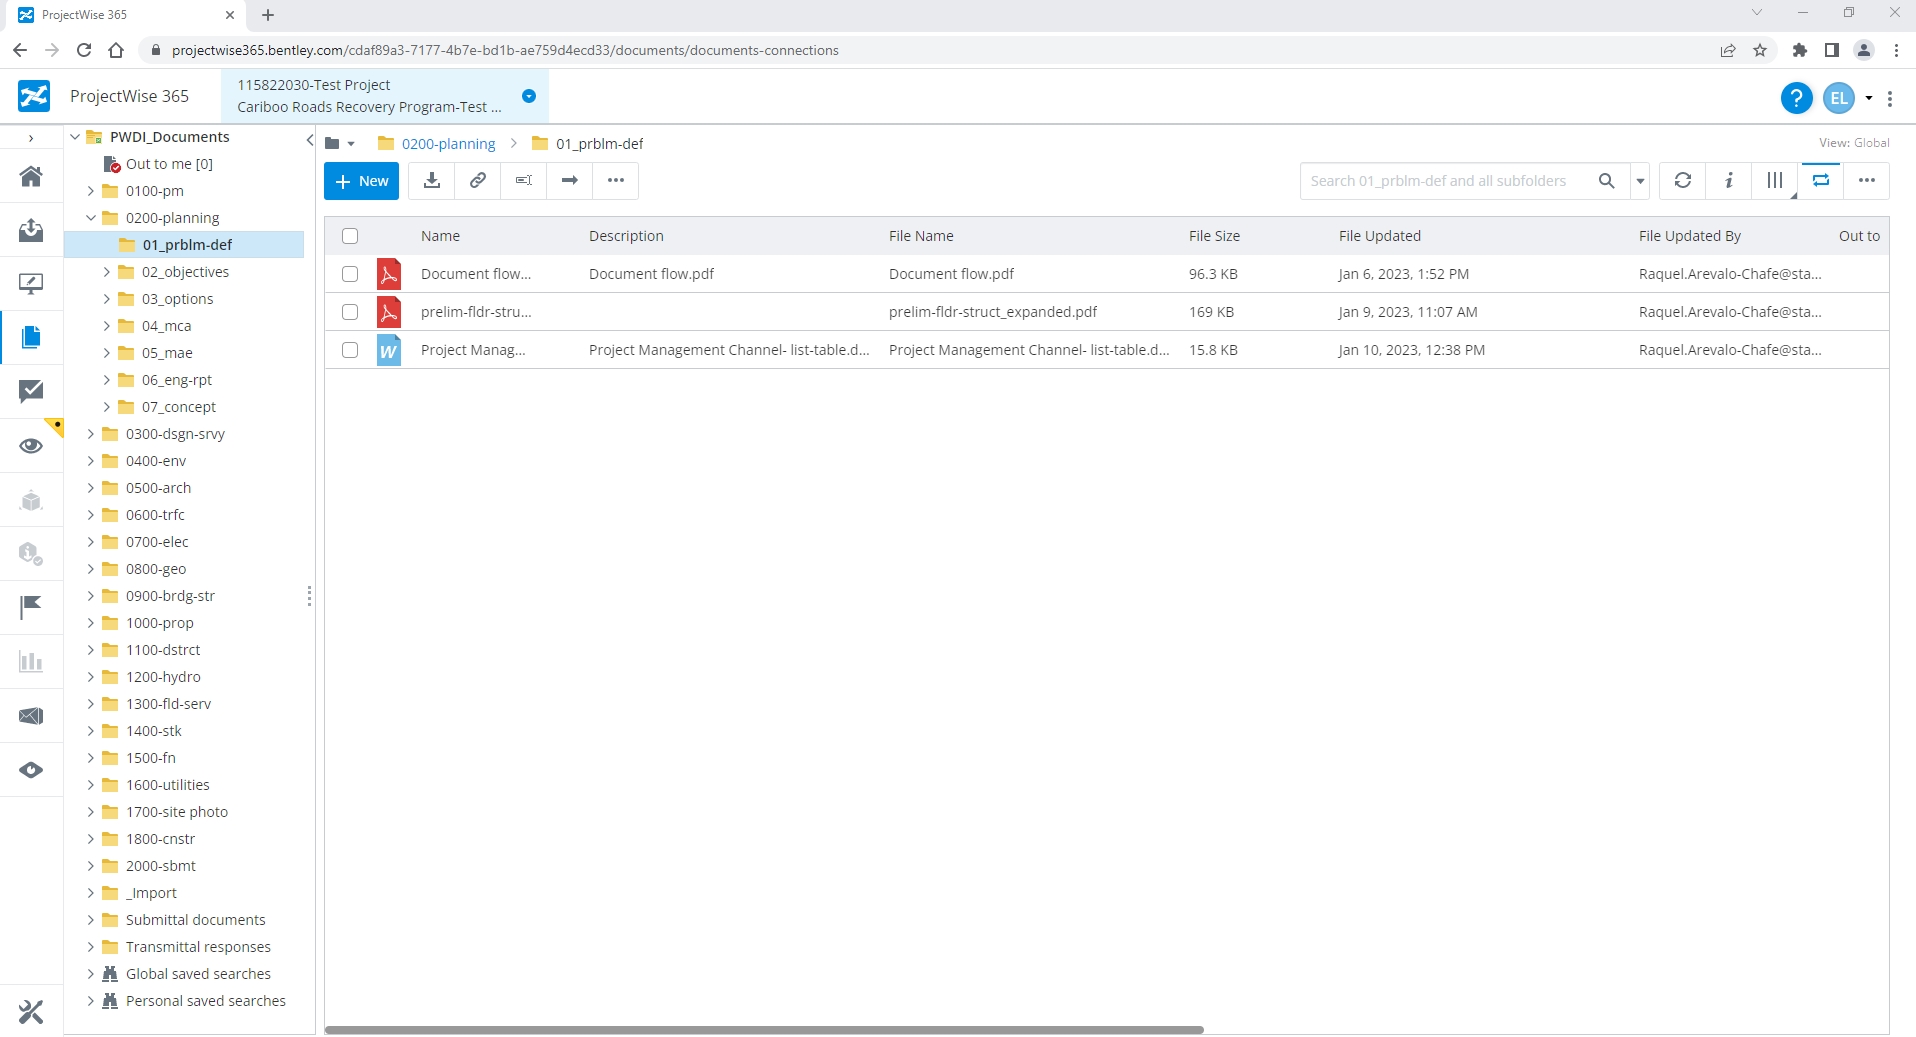 ProjectWise 365
projectwise365.bentley.com/cdaf89a3-7177-4b7e-bd1b-ae759d4ecd33/documents/documents-connections
ProjectWise 365
115822030-Test Project
Cariboo Roads Recovery Program-Test ...
?
EL
PWDI_Documents
Out to me [0]
0100-pm
0200-planning
01_prblm-def
02_objectives
03_options
04_mca
05_mae
06_eng-rpt
07_concept
0300-dsgn-srvy
0400-env
0500-arch
0600-trfc
0700-elec
0800-geo
0900-brdg-str
1000-prop
1100-dstrct
1200-hydro
1300-fld-serv
1400-stk
1500-fn
1600-utilities
1700-site photo
1800-cnstr
2000-sbmt
_Import
Submittal documents
Transmittal responses
Global saved searches
Personal saved searches
0200-planning > 01_prblm-def
View: Global
+ New
Search 01_prblm-def and all subfolders
Name Description File Name File Size File Updated File Updated By Out to
Document flow... Document flow.pdf Document flow.pdf 96.3 KB Jan 6, 2023, 1:52 PM Raquel.Arevalo-Chafe@sta...
prelim-fldr-stru... prelim-fldr-struct_expanded.pdf 169 KB Jan 9, 2023, 11:07 AM Raquel.Arevalo-Chafe@sta...
W Project Manag... Project Management Channel- list-table.d... Project Management Channel- list-table.d... 15.8 KB Jan 10, 2023, 12:38 PM Raquel.Arevalo-Chafe@sta...